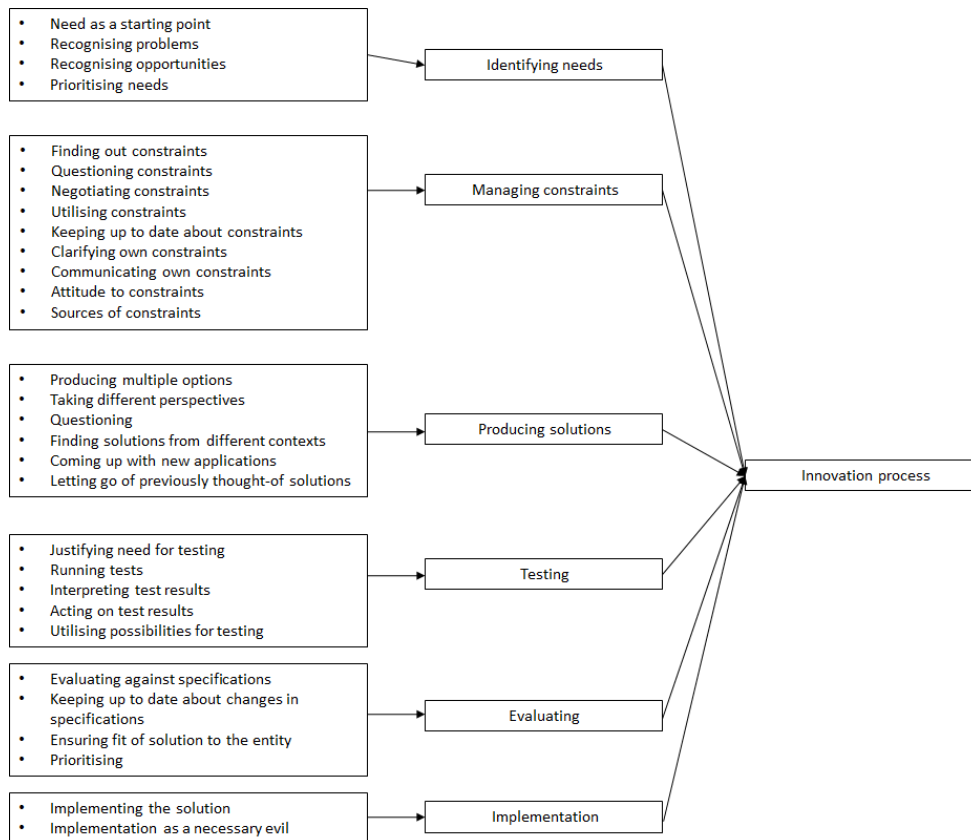 • Need as a starting point
• Recognising problems
• Recognising opportunities
• Prioritising needs
Identifying needs
• Finding out constraints
• Questioning constraints
• Negotiating constraints
• Utilising constraints
• Keeping up to date about constraints
• Clarifying own constraints
• Communicating own constraints
• Attitude to constraints
• Sources of constraints
Managing constraints
• Producing multiple options
• Taking different perspectives
• Questioning
• Finding solutions from different contexts
• Coming up with new applications
• Letting go of previously thought-of solutions
Producing solutions
• Justifying need for testing
• Running tests
• Interpreting test results
• Acting on test results
• Utilising possibilities for testing
Testing
• Evaluating against specifications
• Keeping up to date about changes in
specifications
• Ensuring fit of solution to the entity
• Prioritising
Evaluating
• Implementing the solution
• Implementation as a necessary evil
Implementation
Innovation process